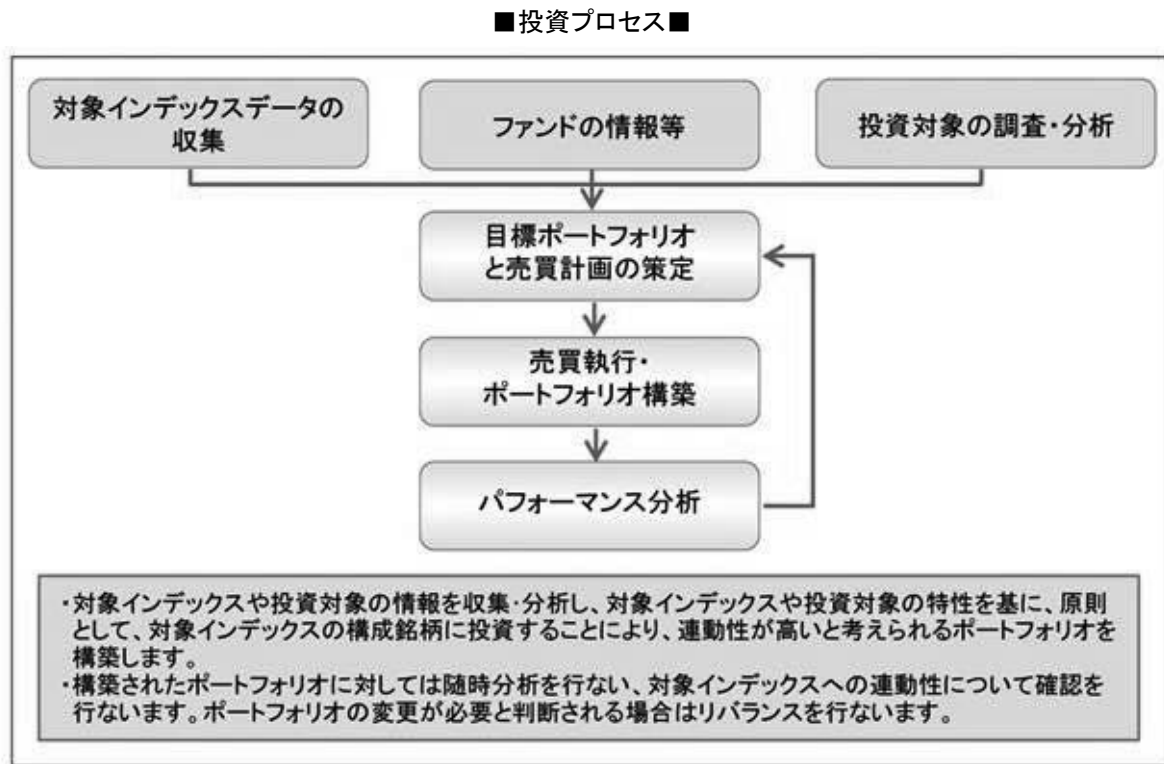 ■投資プロセス■
対象インデックスデータの
収集
ファンドの情報等
投資対象の調査・分析
目標ポートフォリオ
と売買計画の策定
売買執行・
ポートフォリオ構築
パフォーマンス分析
・対象インデックスや投資対象の情報を収集・分析し、対象インデックスや投資対象の特性を基に、原則
として、対象インデックスの構成銘柄に投資することにより、連動性が高いと考えられるポートフォリオを
構築します。
・構築されたポートフォリオに対しては随時分析を行ない、対象インデックスへの連動性について確認を
行ないます。ポートフォリオの変更が必要と判断される場合はリバランスを行ないます。